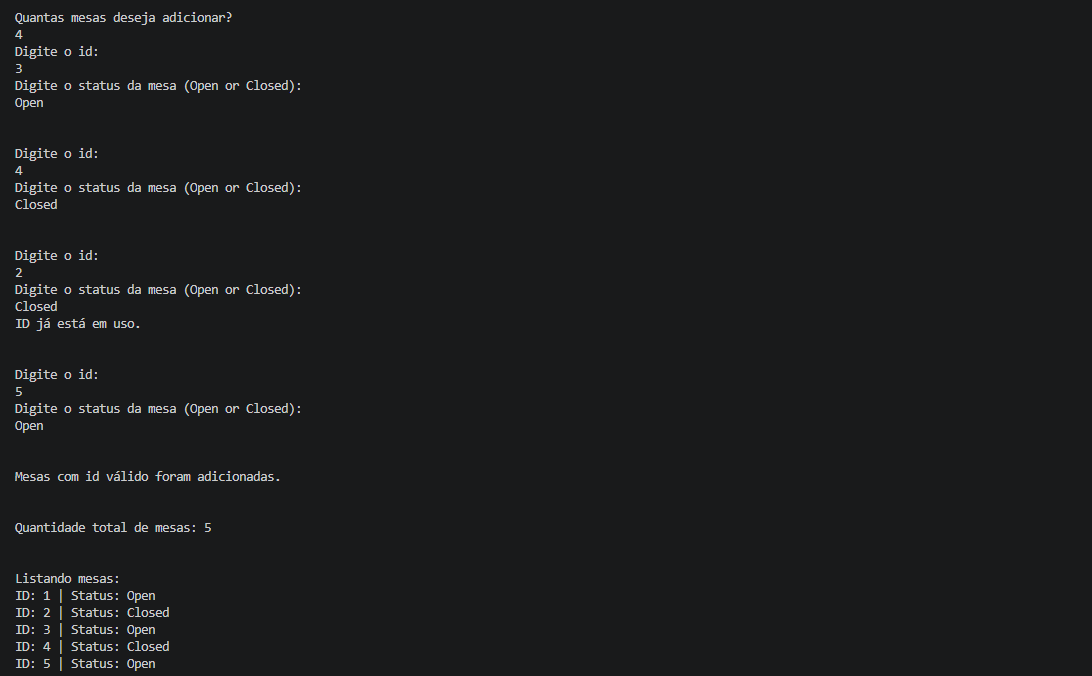 Quantas mesas deseja adicionar?
4
Digite o id:
3
Digite o status da mesa (Open or Closed):
Open
Digite o id:
4
Digite o status da mesa (Open or Closed):
Closed
Digite o id:
2
Digite o status da mesa (Open or Closed):
Closed
ID já está em uso.
Digite o id:
5
Digite o status da mesa (Open or Closed):
Open
Mesas com id válido foram adicionadas.
Quantidade total de mesas: 5
Listando mesas:
ID: 1 | Status: Open
ID: 2 | Status: Closed
ID: 3 | Status: Open
ID: 4 | Status: Closed
ID: 5 | Status: Open